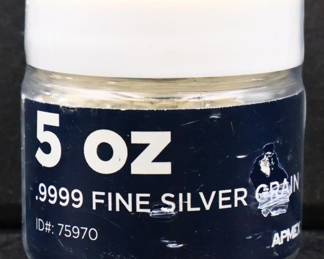 5 oz
.9999 FINE SILVER GRAIN
ID#: 75970
APMEX